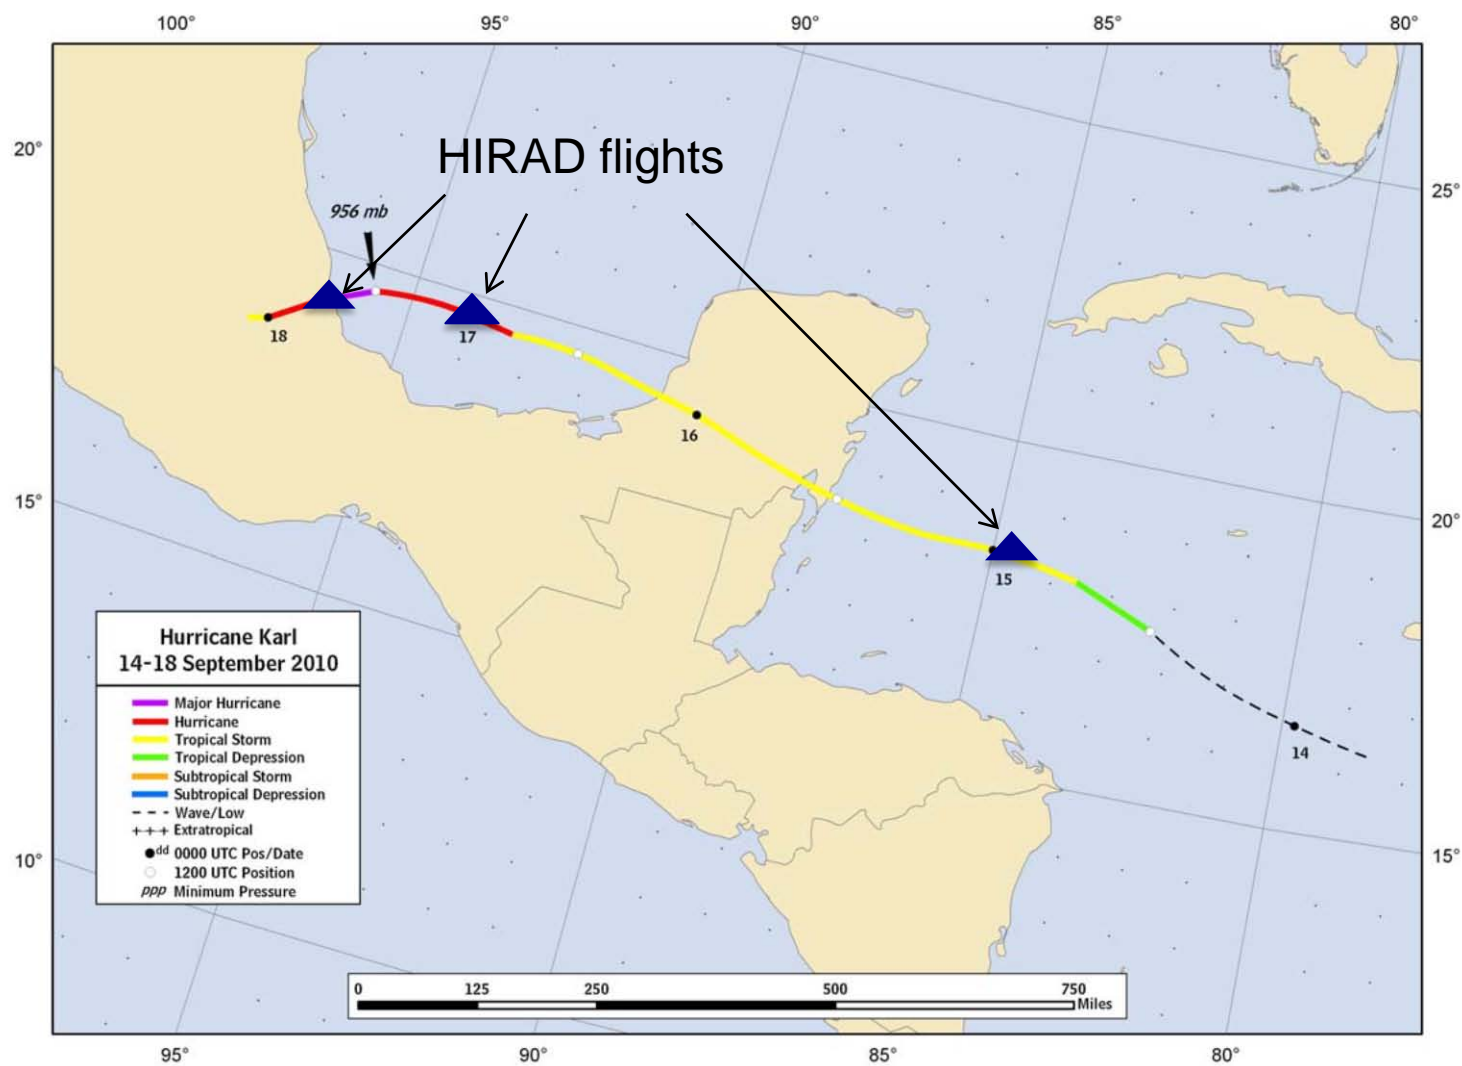 100° 95° 90° 85° 80°
HIRAD flights
20°
25°
956 mb
18
17
16
15° 20°
15
Hurricane Karl
14-18 September 2010
Major Hurricane
Hurricane
Tropical Storm
14
Tropical Depression
Subtropical Storm
Subtropical Depression
Wave/Low
Extratropical
dd 0000 UTC Pos/Date
1200 UTC Position
ppp Minimum Pressure
10° 15°
0 125 250 500 750
Miles
95° 90° 85° 80°